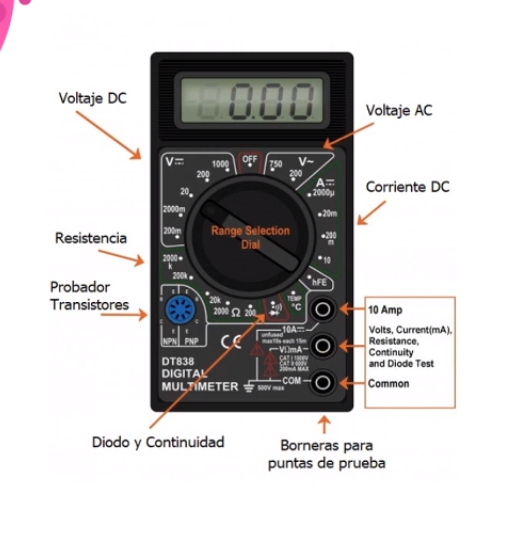 0.00
Voltaje DC
Voltaje AC
Corriente DC
Resistencia
Probador
Transistores
V⎓
1000
OFF
750
V~
200
200
20
2000m
200m
A⎓
2000µ
20m
200
m
10
hFE
Range Selection
Dial
2000
k
200k
20k
2000 Ω 200
TEMP
°C
10A⎓
unfused
max10s each 15m
VΩmA
CAT I 1000V
CAT II 600V
200mA MAX
COM
500V max
NPN PNP
CE
DT838
DIGITAL
MULTIMETER
10 Amp
Volts, Current(mA),
Resistance,
Continuity
and Diode Test
Common
Diodo y Continuidad
Borneras para
puntas de prueba